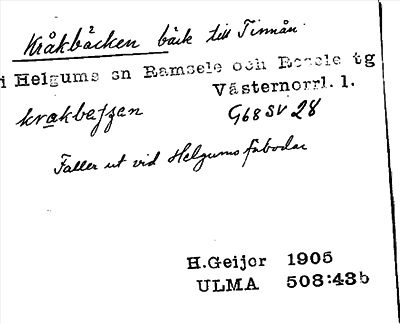 Kråkbäcken bäck till Tinnån
i Helgums sn Ramsele och Resele tg
Västernorrl. l.
krakbejjen
G68SV28
Faller ut vid Helgums fäbodar
H.Geijer 1905
ULMA 508:43b